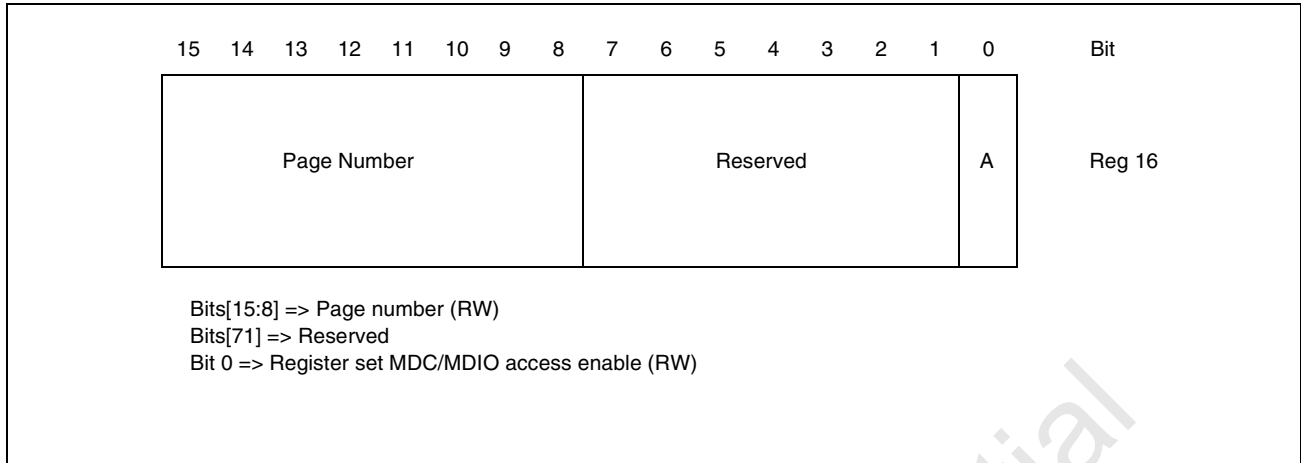 15 14 13 12 11 10 9 8 7 6 5 4 3 2 1 0 Bit
Page Number Reserved A Reg 16
Bits[15:8] => Page number (RW)
Bits[71] => Reserved
Bit 0 => Register set MDC/MDIO access enable (RW)